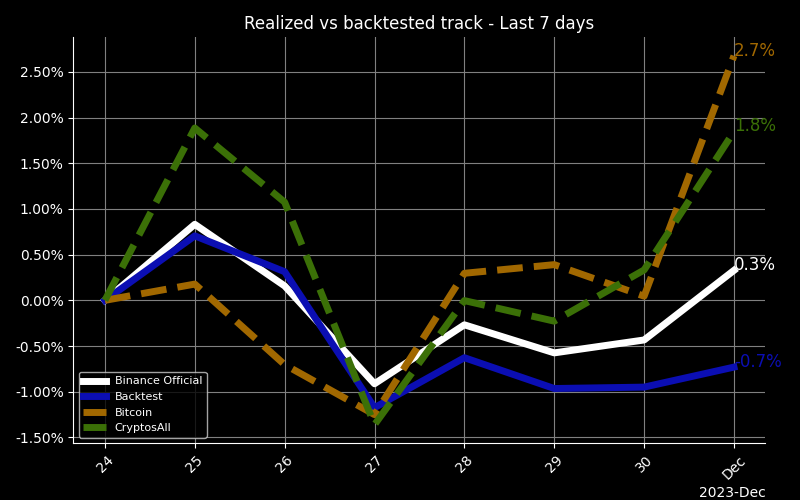 Realized vs backtested track - Last 7 days
2.50%
2.00%
1.50%
1.00%
0.50%
0.00%
-0.50%
-1.00%
-1.50%
2.7%
1.8%
0.3%
-0.7%
Binance Official
Backtest
Bitcoin
CryptosAll
24
25
26
27
28
29
30
Dec
2023-Dec